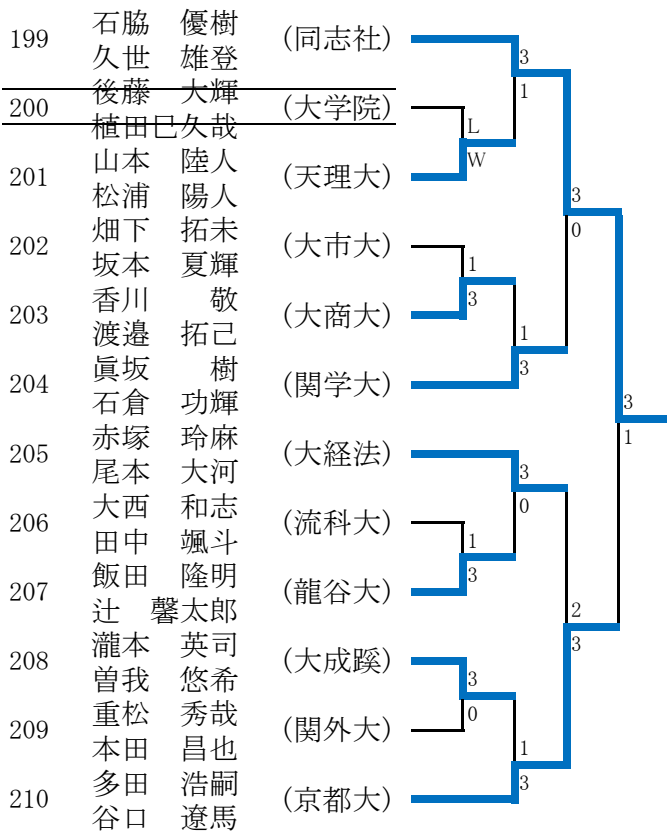 199 石脇 優樹 (同志社)
久世 雄登
200 後藤 大輝 (大学院)
植田巳久哉
201 山本 陸人 (天理大)
松浦 陽人
202 畑下 拓未 (大市大)
坂本 夏輝
203 香川 敬 (大商大)
渡邉 拓己
204 眞坂 樹 (関学大)
石倉 功輝
205 赤塚 玲麻 (大経法)
尾本 大河
206 大西 和志 (流科大)
田中 颯斗
207 飯田 隆明 (龍谷大)
辻 馨太郎
208 瀧本 英司 (大成蹊)
曽我 悠希
209 重松 秀哉 (関外大)
本田 昌也
210 多田 浩嗣 (京都大)
谷口 遼馬
L
W
1
3
1
3
3
0
3
1
1
3
3
0
1
3
3
0
2
3
3
1